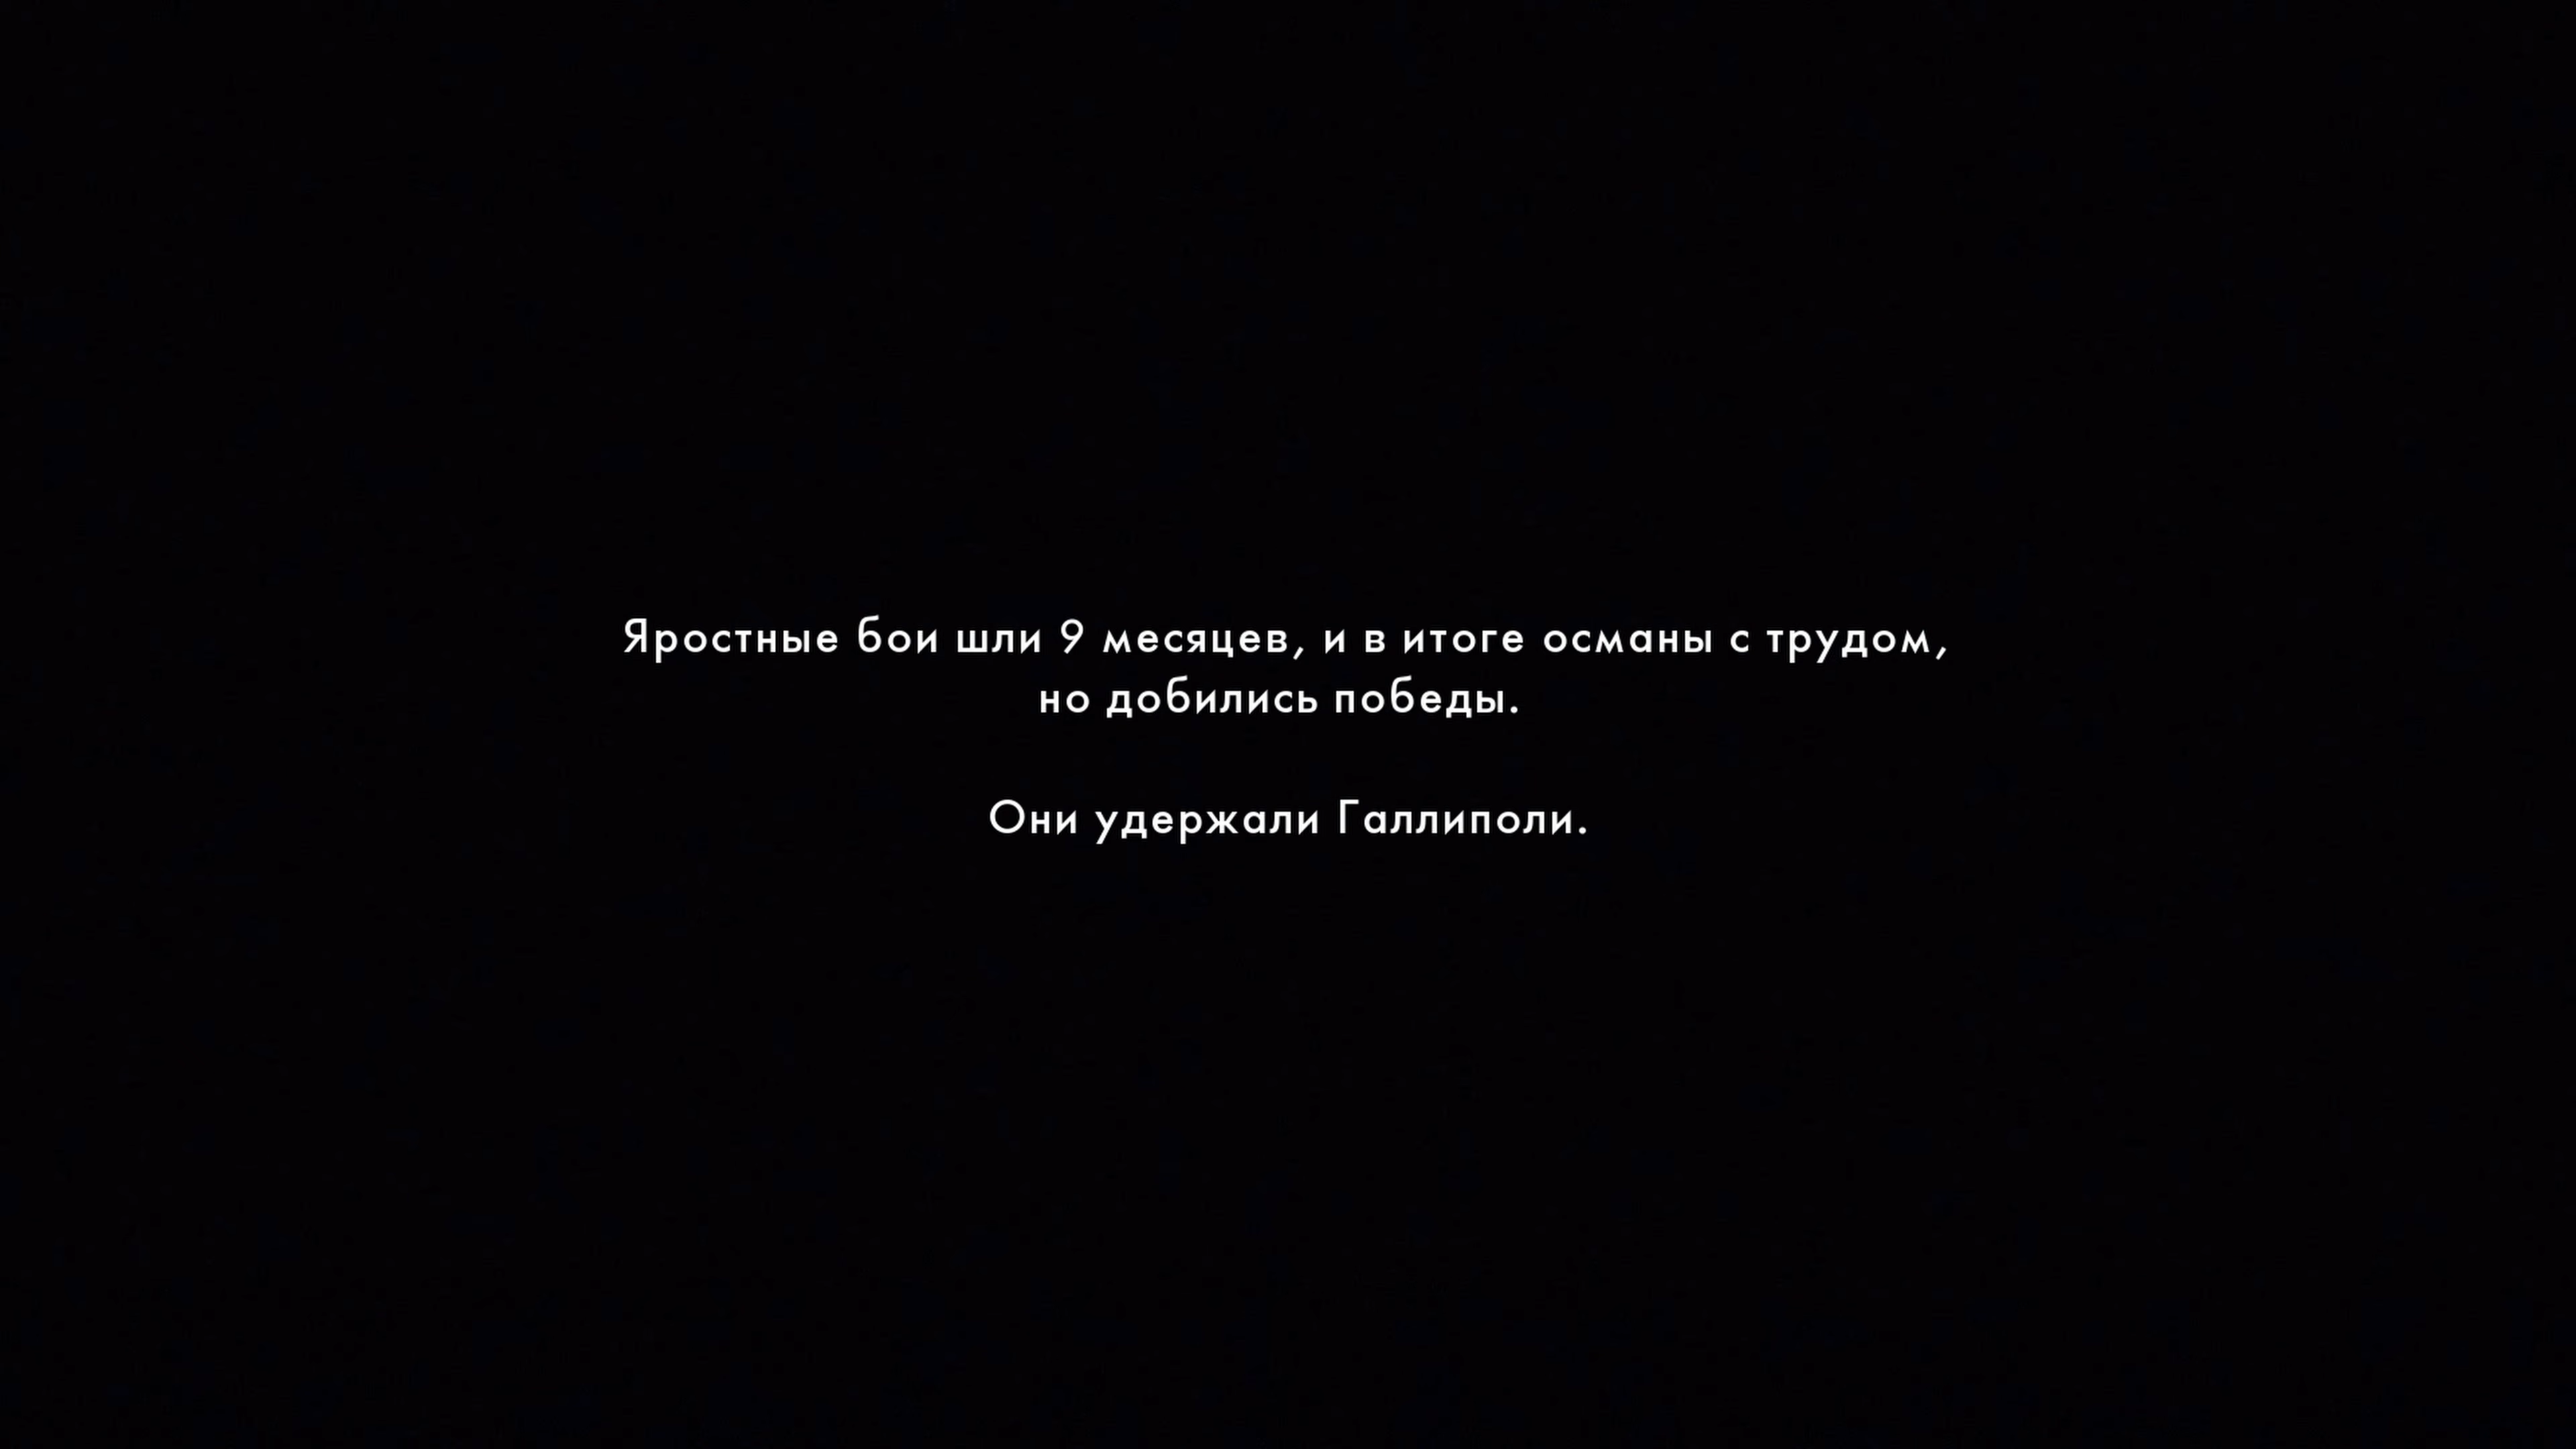 Яростные бои шли 9 месяцев, и в итоге османы с трудом,
но добились победы.
Они удержали Галлиполи.